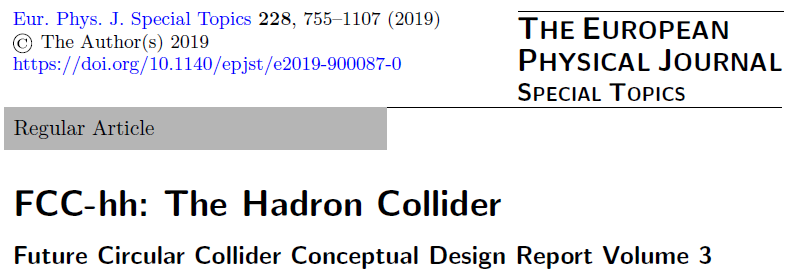 Eur. Phys. J. Special Topics 228, 755–1107 (2019)
© The Author(s) 2019
https://doi.org/10.1140/epjst/e2019-900087-0
THE EUROPEAN
PHYSICAL JOURNAL
SPECIAL TOPICS
Regular Article
FCC-hh: The Hadron Collider
Future Circular Collider Conceptual Design Report Volume 3